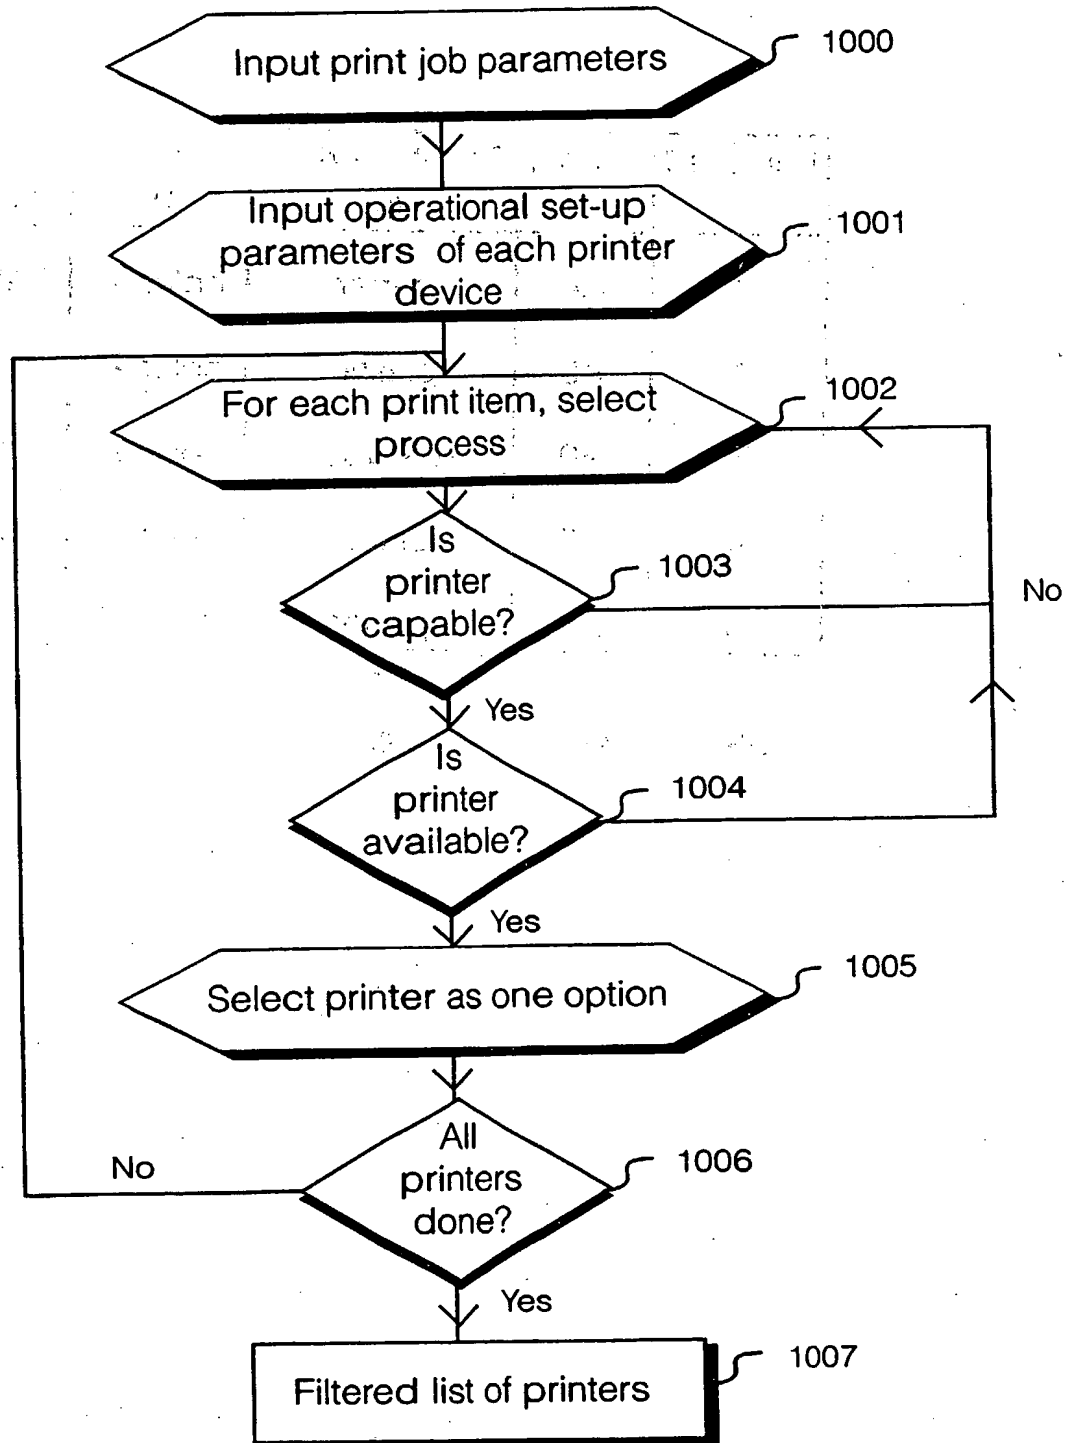 Input print job parameters
1000
Input operational set-up
parameters of each printer
device
1001
For each print item, select
process
1002
Is
printer
capable?
1003
No
Yes
Is
printer
available?
1004
Yes
Select printer as one option
1005
All
printers
done?
1006
No
Yes
Filtered list of printers
1007